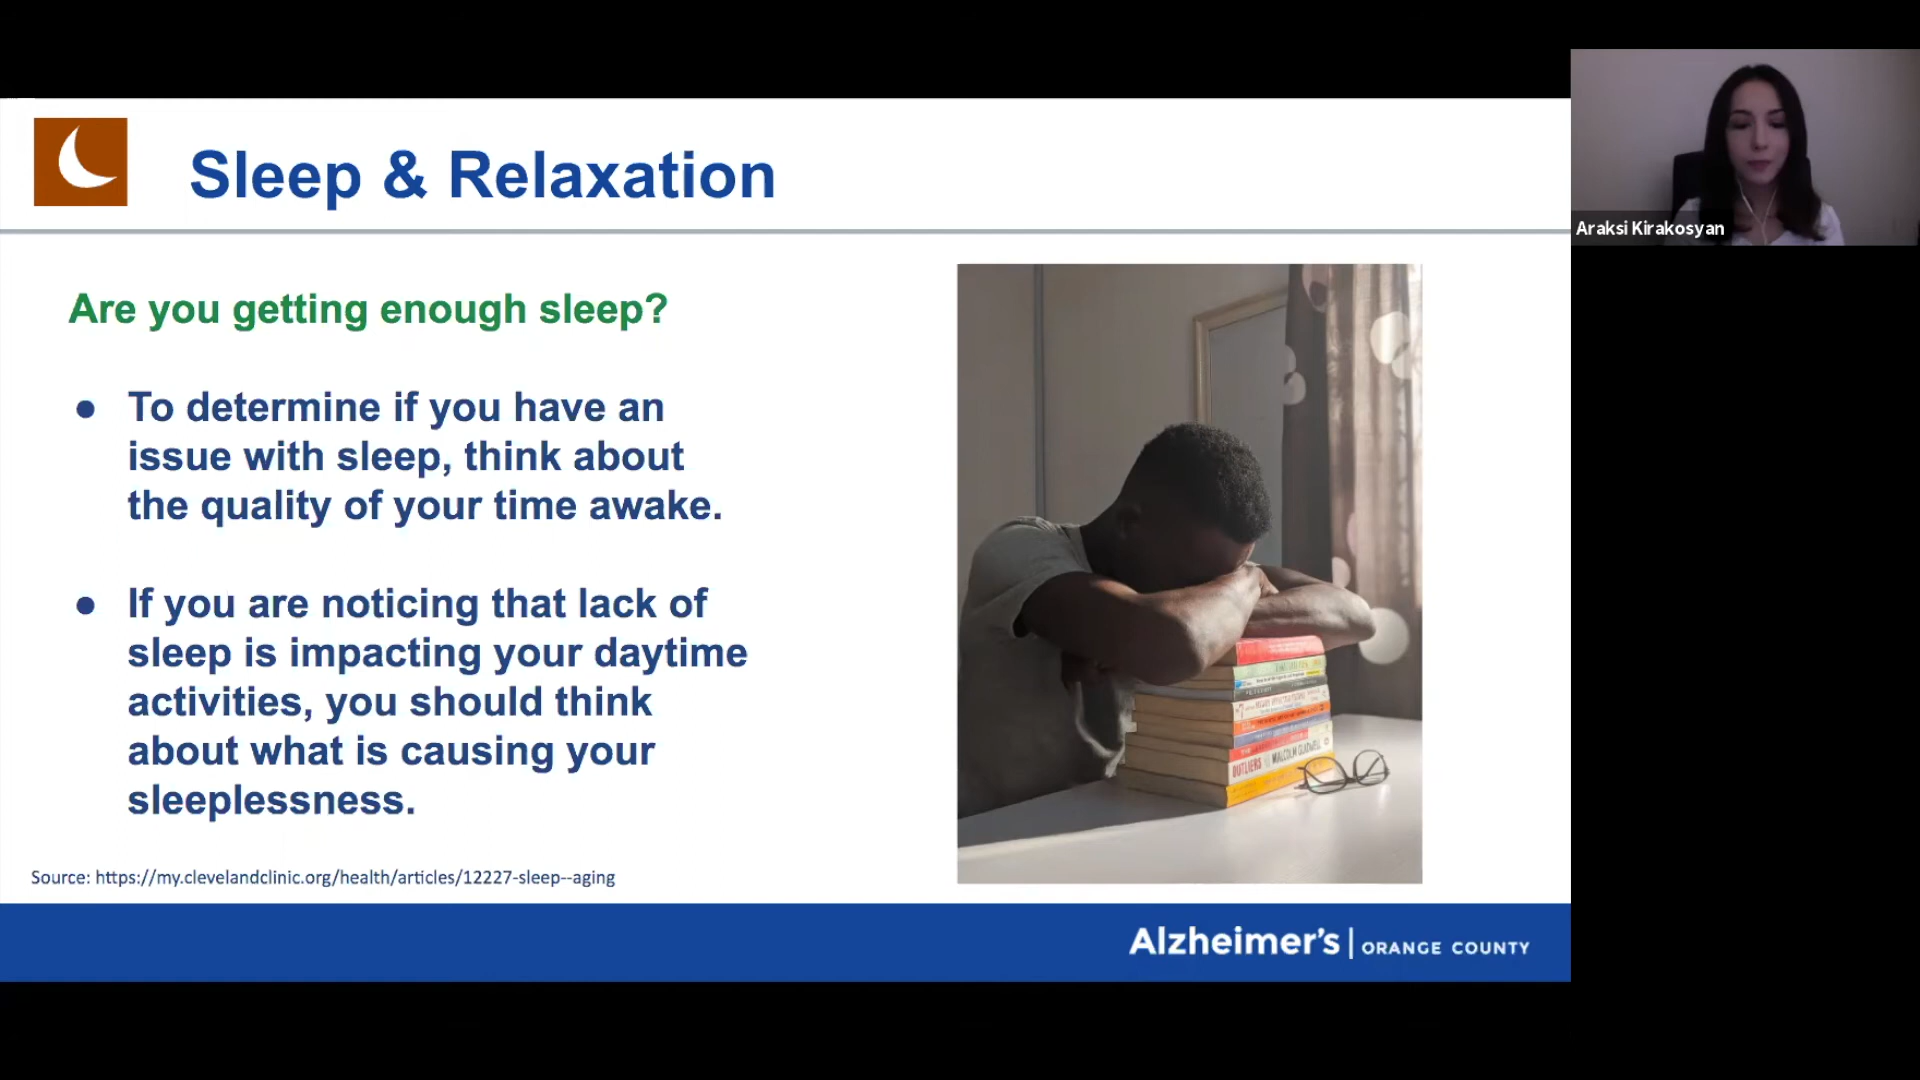 Sleep & Relaxation
Araksi Kirakosyan
Are you getting enough sleep?
● To determine if you have an
issue with sleep, think about
the quality of your time awake.
● If you are noticing that lack of
sleep is impacting your daytime
activities, you should think
about what is causing your
sleeplessness.
OUTLIERS MALCOLM GLADWELL
Source: https://my.clevelandclinic.org/health/articles/12227-sleep--aging
Alzheimer's | ORANGE COUNTY